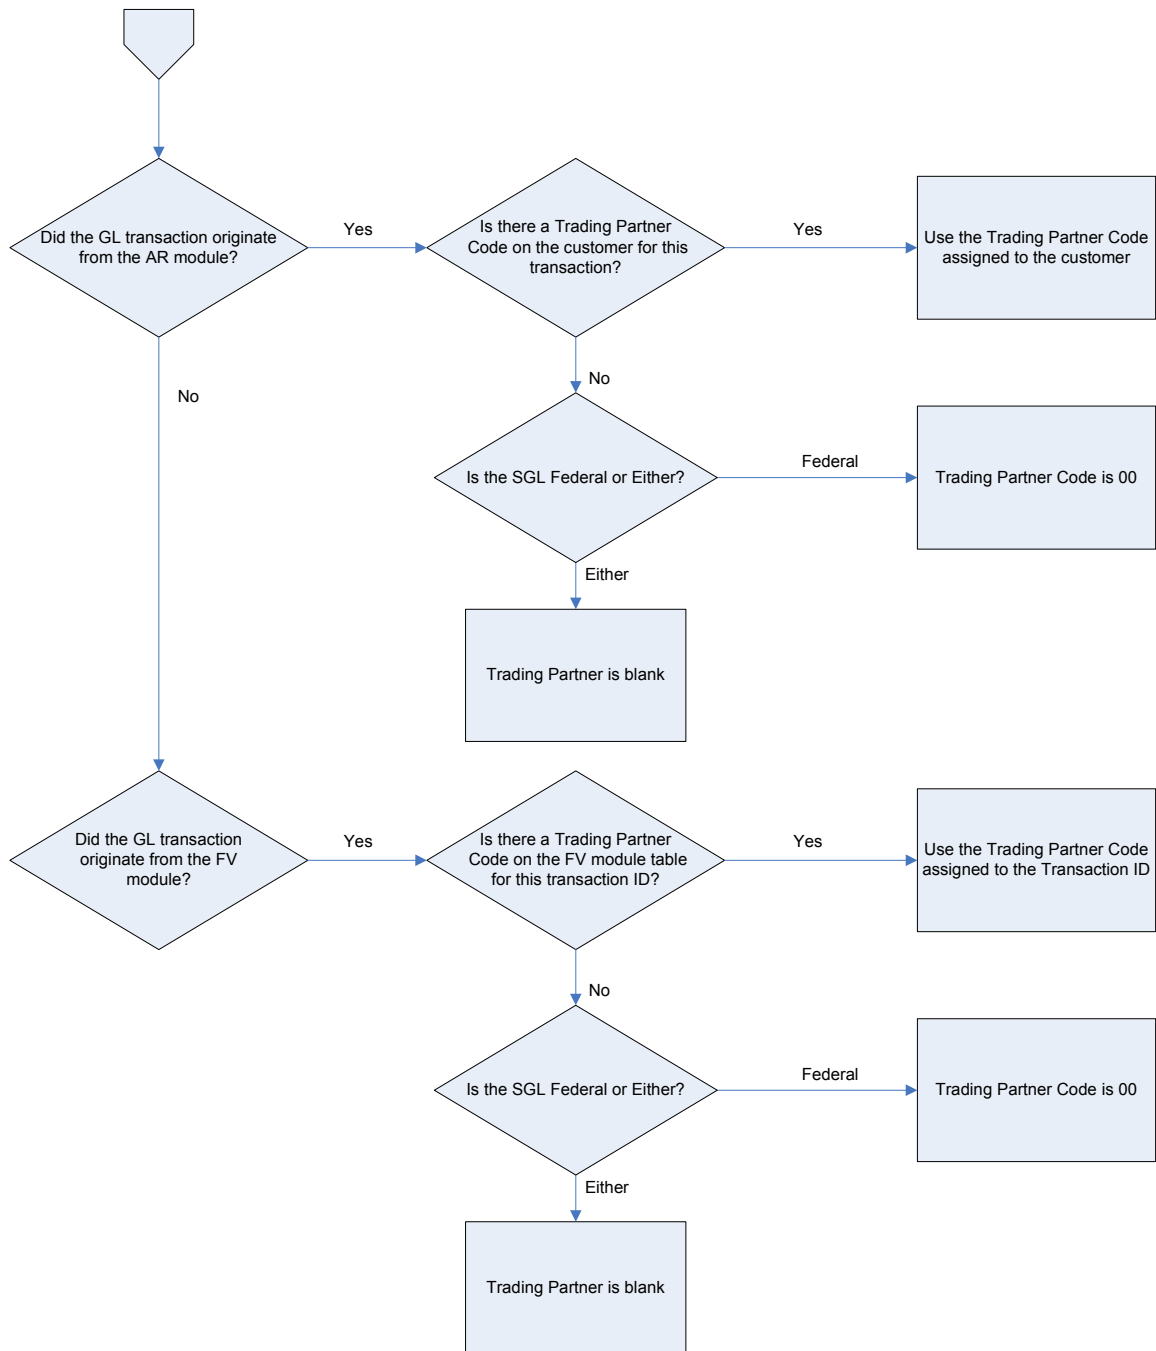 Did the GL transaction originate
from the AR module?
Yes
Is there a Trading Partner
Code on the customer for this
transaction?
Yes
Use the Trading Partner Code
assigned to the customer
No
No
Is the SGL Federal or Either?
Federal
Trading Partner Code is 00
Either
Trading Partner is blank
Did the GL transaction
originate from the FV
module?
Yes
Is there a Trading Partner
Code on the FV module table
for this transaction ID?
Yes
Use the Trading Partner Code
assigned to the Transaction ID
No
Is the SGL Federal or Either?
Federal
Trading Partner Code is 00
Either
Trading Partner is blank